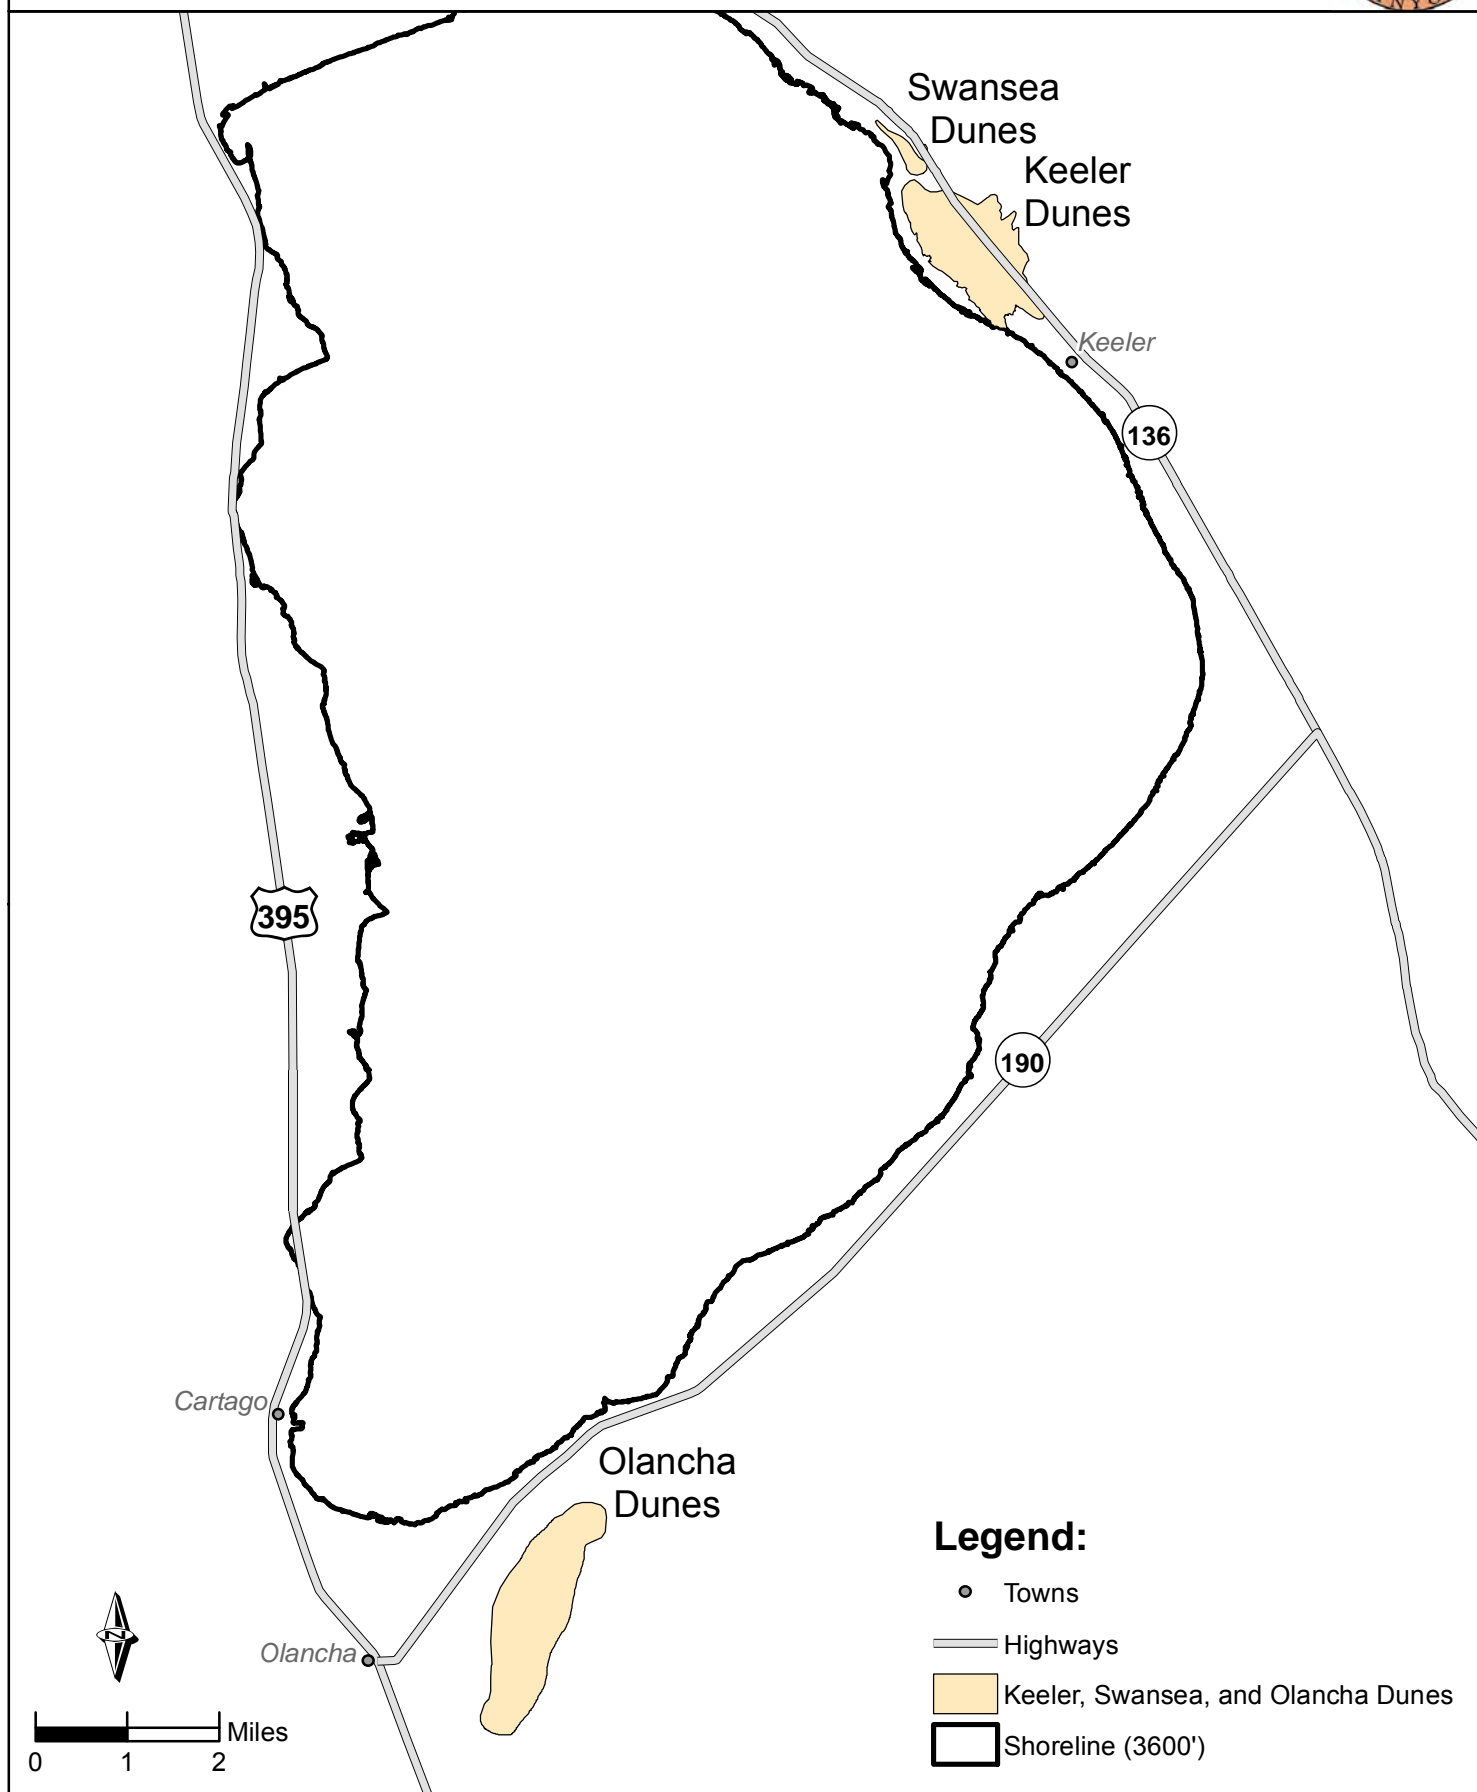 Swansea
Dunes
Keeler
Dunes
Keeler
136
395
190
Cartago
Olancha
Dunes
Olancha
N
Miles
0 1 2
Legend:
Towns
Highways
Keeler, Swansea, and Olancha Dunes
Shoreline (3600')